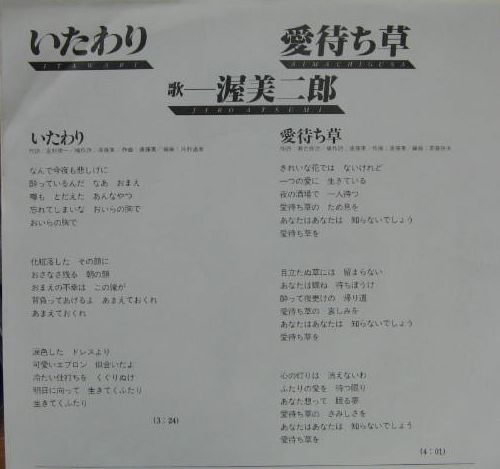 いたわり
ITAWARI
愛待ち草
AIMACHIGUSA
歌──渥美二郎
JIRO ATSUMI
いたわり
なんで今夜も悲しげに
酔っているんだ なあ おまえ
噂も とだえた あんなやつ
忘れてしまいな おいらの胸で
おいらの胸で
化粧落した その顔に
おさなさ残る 朝の顔
おまえの不幸は この俺が
背負ってあげるよ あまえておくれ
あまえておくれ
涙色した ドレスより
可愛いエプロン 似合いだよ
冷たい仕打ちを くぐりぬけ
明日に向って 生きてくふたり
生きてくふたり
(3:24)
愛待ち草
きれいな花では ないけれど
一つの愛に 生きている
夜の酒場で 一人待つ
愛待ち草の ため息を
あなたはあなたは 知らないでしょう
愛待ち草を
目立たぬ草には 留まらない
あなたは蝶ね 待ちぼうけ
酔って夜更けの 帰り道
愛待ち草の 哀しみを
あなたはあなたは 知らないでしょう
愛待ち草を
心の灯りは 消えないわ
ふたりの愛を 待つ限り
あなた想って 眠る夢
愛待ち草の さみしさを
あなたはあなたは 知らないでしょう
愛待ち草を
(4:01)